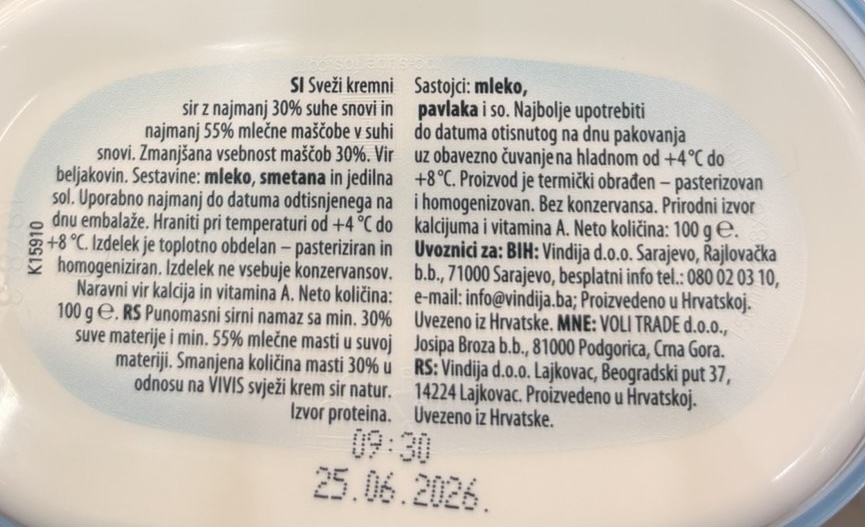 SI Sveži kremni
sir z najmanj 30% suhe snovi in
najmanj 55% mlečne maščobe v suhi
snovi. Zmanjšana vsebnost maščob 30%. Vir
beljakovin. Sestavine: mleko, smetana in jedilna
sol. Uporabno najmanj do datuma odtisnjenega na
dnu embalaže. Hraniti pri temperaturi od +4 °C do
+8 °C. Izdelek je toplotno obdelan – pasteriziran in
homogeniziran. Izdelek ne vsebuje konzervansov.
Naravni vir kalcija in vitamina A. Neto količina:
100 g ℮. RS Punomasni sirni namaz sa min. 30%
suve materije i min. 55% mlečne masti u suvoj
materiji. Smanjena količina masti 30% u
odnosu na VIVIS svježi krem sir natur.
Izvor proteina.
Sastojci: mleko,
pavlaka i so. Najbolje upotrebiti
do datuma otisnutog na dnu pakovanja
uz obavezno čuvanje na hladnom od +4°C do
+8°C. Proizvod je termički obrađen – pasterizovan
i homogenizovan. Bez konzervansa. Prirodni izvor
kalcijuma i vitamina A. Neto količina: 100 g ℮.
Uvoznici za: BIH: Vindija d.o.o. Sarajevo, Rajlovačka
b.b., 71000 Sarajevo, besplatni info tel.: 080 02 03 10,
e-mail: info@vindija.ba; Proizvedeno u Hrvatskoj.
Uvezeno iz Hrvatske. MNE: VOLI TRADE d.o.o.,
Josipa Broza b.b., 81000 Podgorica, Crna Gora.
RS: Vindija d.o.o. Lajkovac, Beogradski put 37,
14224 Lajkovac. Proizvedeno u Hrvatskoj.
Uvezeno iz Hrvatske.
K15910
09:30
25.06.2026.